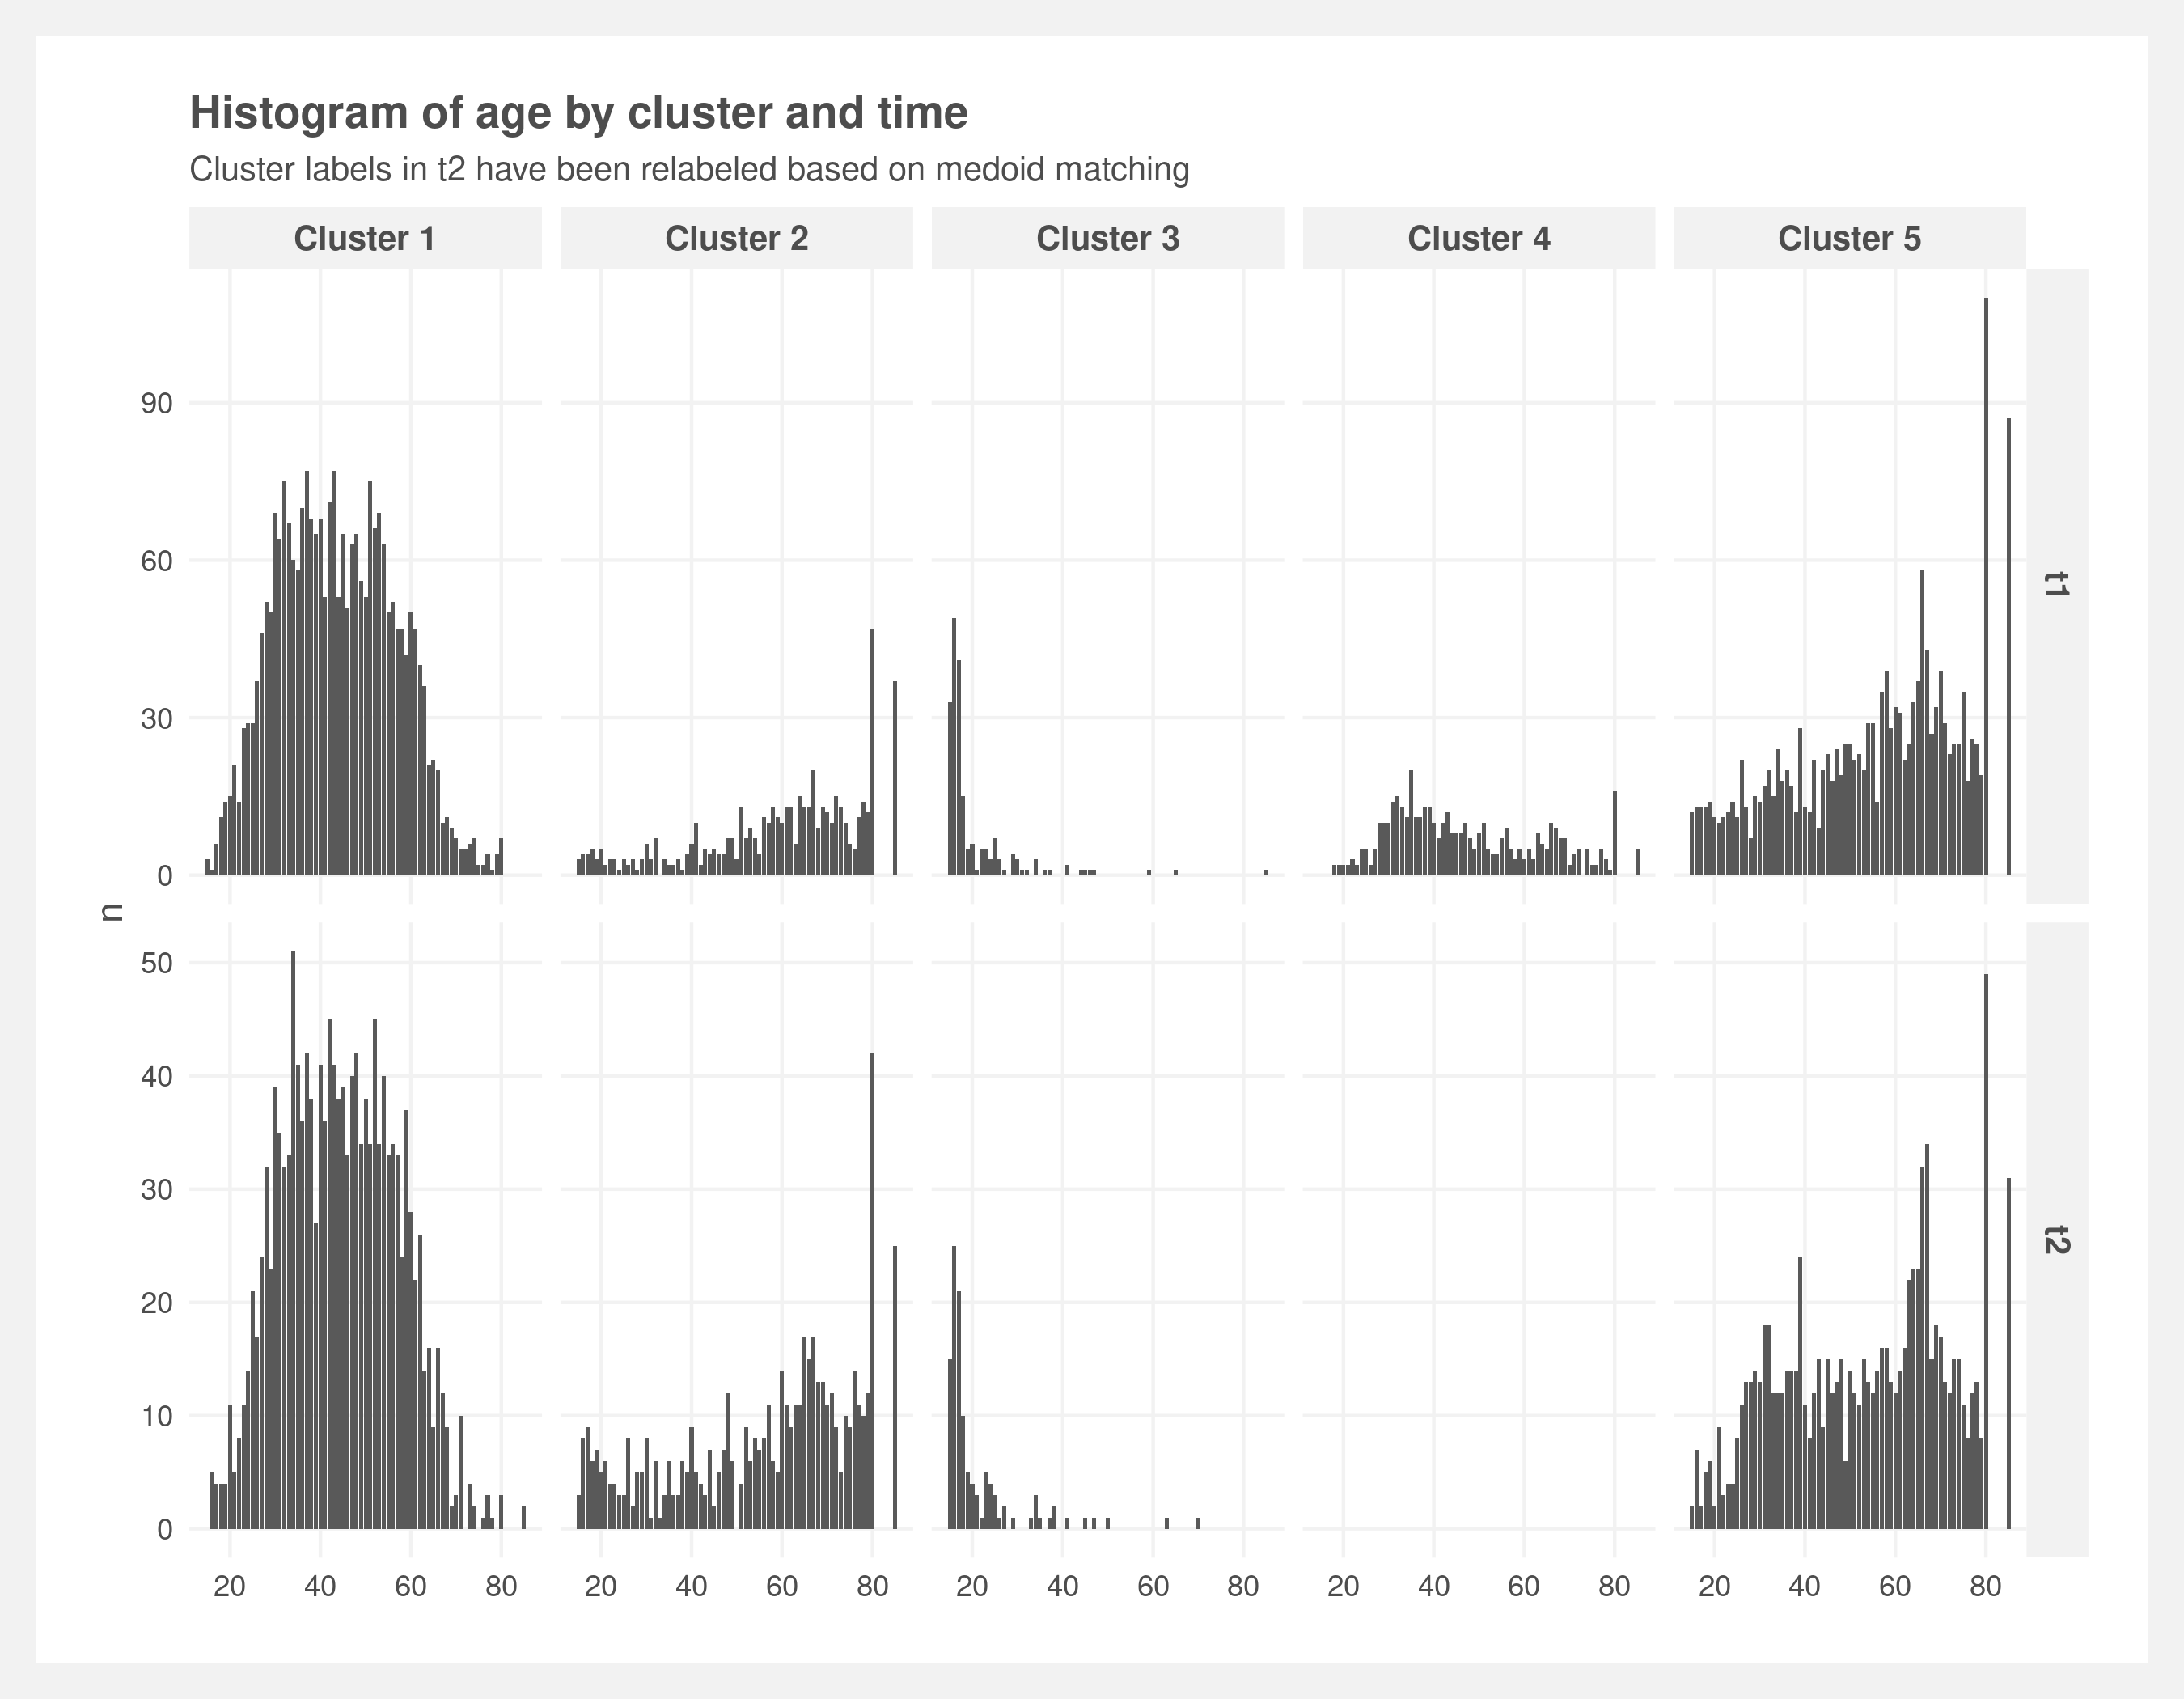 Histogram of age by cluster and time
Cluster labels in t2 have been relabeled based on medoid matching
Cluster 1 Cluster 2 Cluster 3 Cluster 4 Cluster 5
90
60
30
0
t1
n
50
40
30
20
10
0
t2
20 40 60 80 20 40 60 80 20 40 60 80 20 40 60 80 20 40 60 80